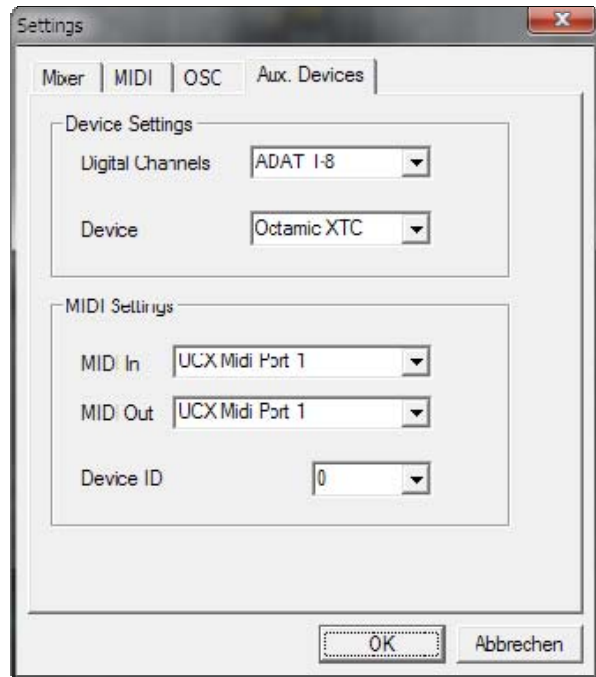 Settings
Mixer MIDI OSC Aux. Devices
Device Settings
Digital Channels ADAT 1-8
Device Octamic XTC
MIDI Settings
MIDI In UCX Midi Port 1
MIDI Out UCX Midi Port 1
Device ID 0
OK Abbrechen